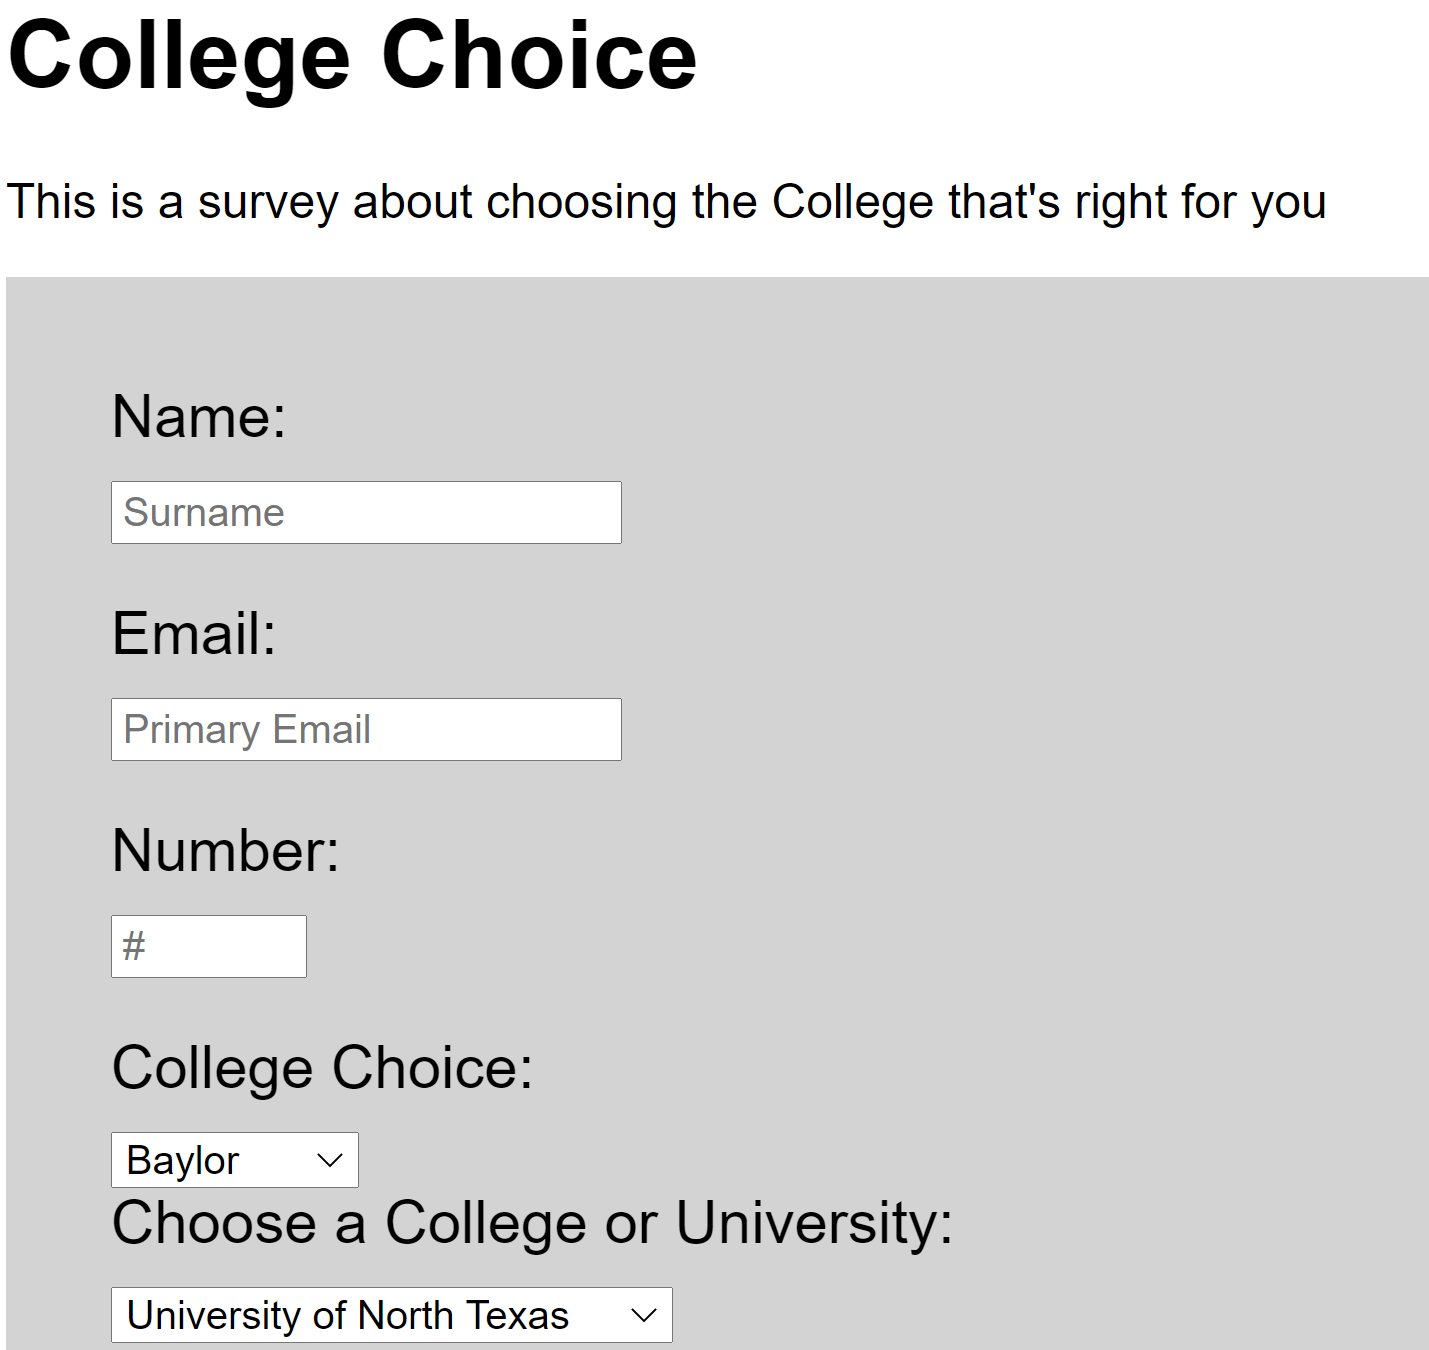 College Choice
This is a survey about choosing the College that's right for you
Name:
Surname
Email:
Primary Email
Number:
#
College Choice:
Baylor
Choose a College or University:
University of North Texas